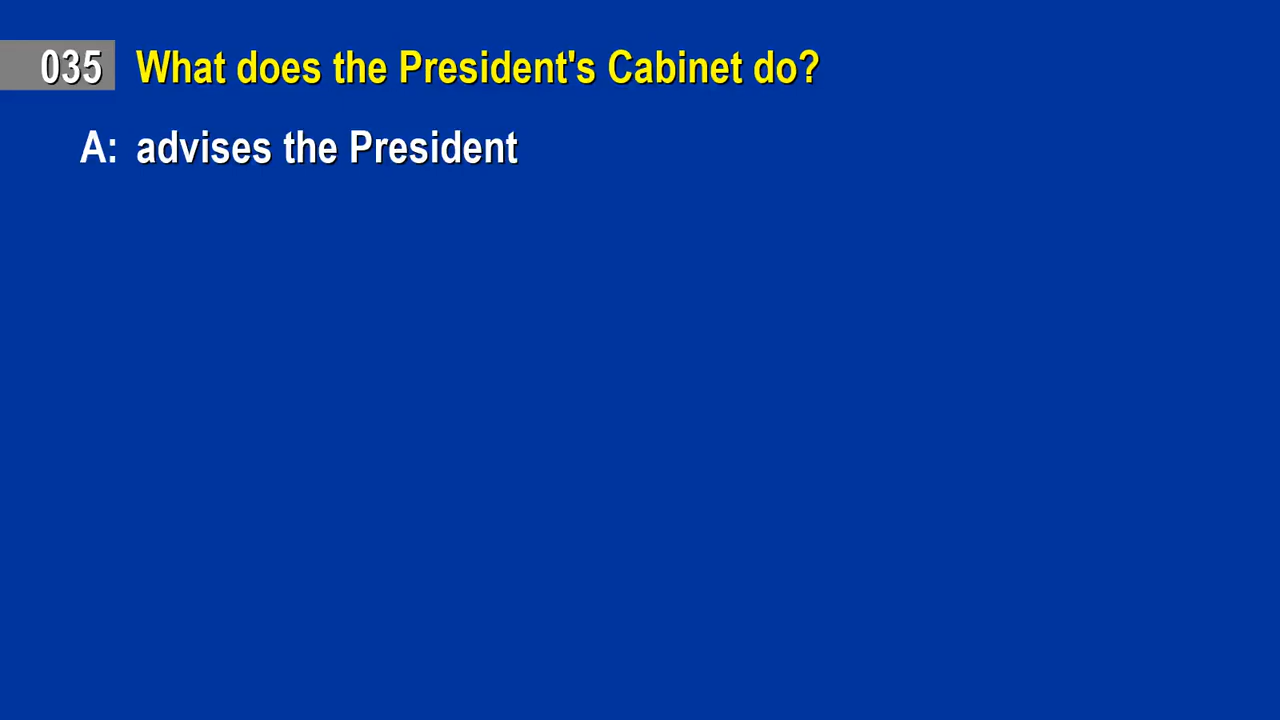 035 What does the President's Cabinet do?
A: advises the President